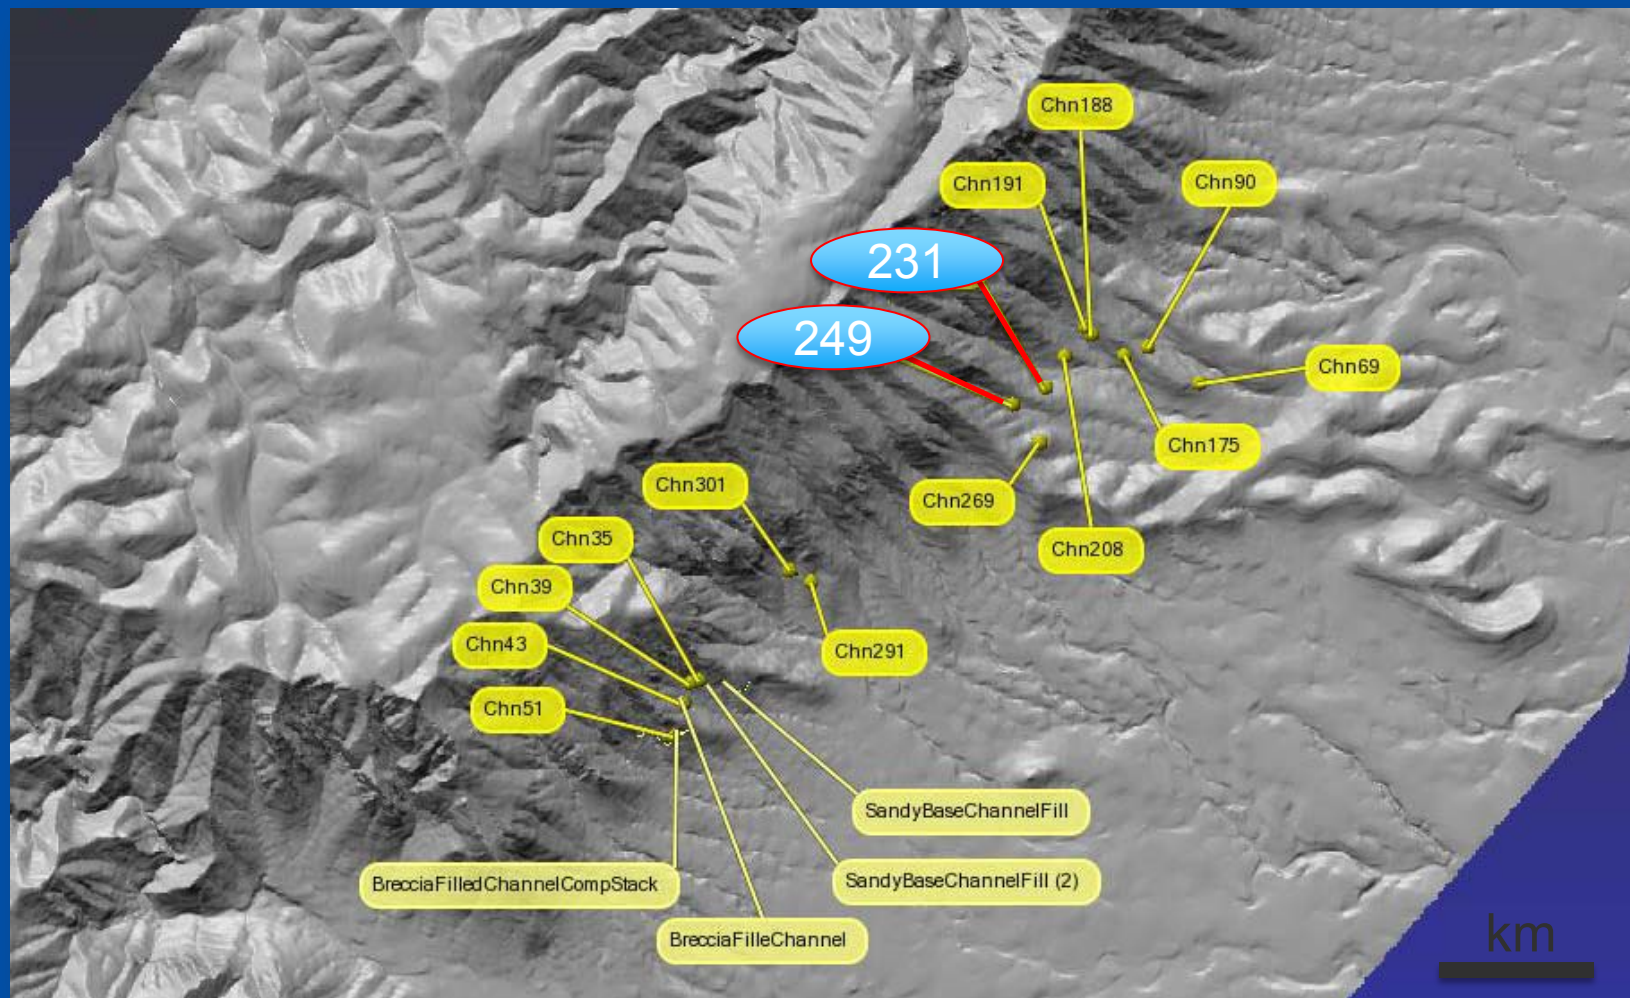 Chn188
Chn191
Chn90
231
249
Chn69
Chn175
Chn301
Chn269
Chn35
Chn208
Chn39
Chn43
Chn291
Chn51
SandyBaseChannelFill
BrecciaFilledChannelCompStack
SandyBaseChannelFill (2)
BrecciaFilleChannel
km